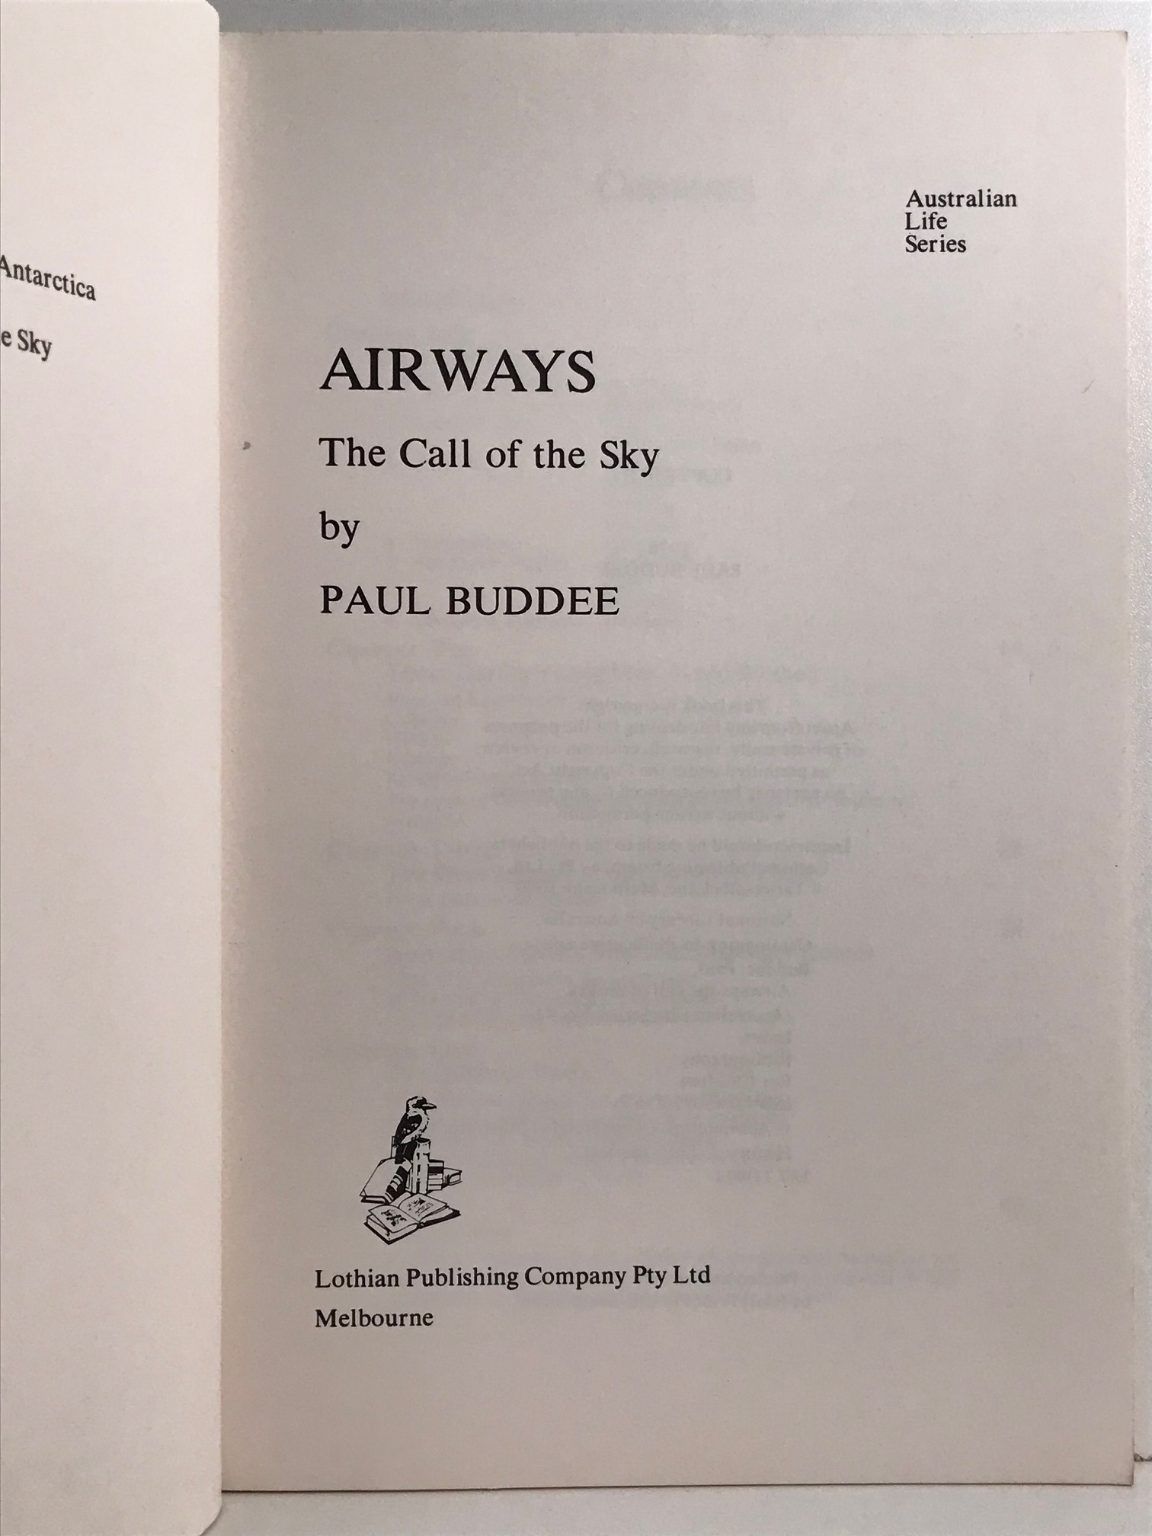 Antarctica
e Sky
Australian
Life
Series
AIRWAYS
The Call of the Sky
by
PAUL BUDDEE
Lothian Publishing Company Pty Ltd
Melbourne